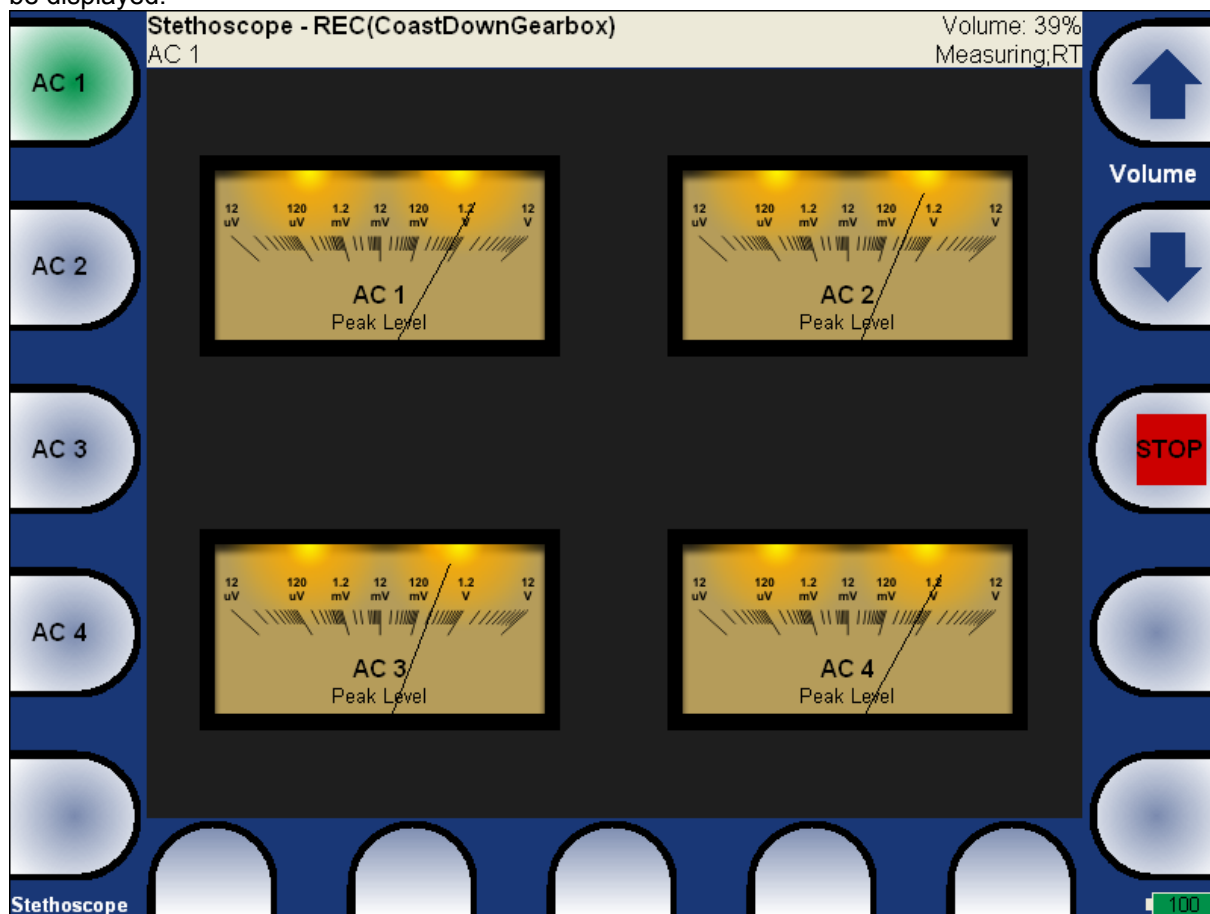 be displayed.
Stethoscope - REC(CoastDownGearbox)
Volume: 39%
AC 1
Measuring;RT
AC 1
AC 2
AC 3
AC 4
Stethoscope
12 120 1.2 12 120 1.2 12
uV uV mV mV mV V V
AC 1
Peak Level
12 120 1.2 12 120 1.2 12
uV uV mV mV mV V V
AC 2
Peak Level
12 120 1.2 12 120 1.2 12
uV uV mV mV mV V V
AC 3
Peak Level
12 120 1.2 12 120 1.2 12
uV uV mV mV mV V V
AC 4
Peak Level
Volume
STOP
100